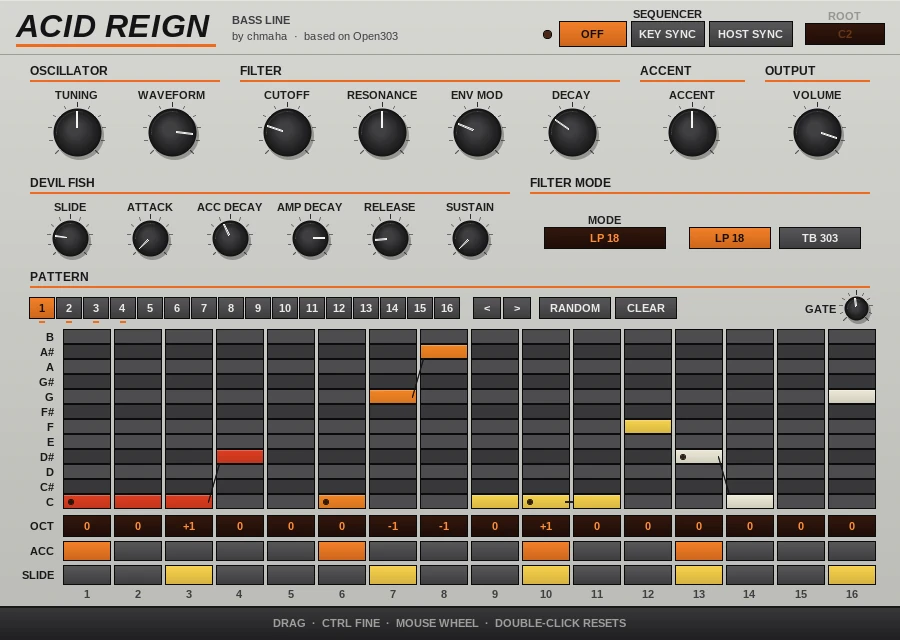 ACID REIGN
BASS LINE
by chmaha · based on Open303
SEQUENCER
OFF KEY SYNC HOST SYNC
ROOT
C2
OSCILLATOR FILTER ACCENT OUTPUT
TUNING WAVEFORM CUTOFF RESONANCE ENV MOD DECAY ACCENT VOLUME
DEVIL FISH FILTER MODE
SLIDE ATTACK ACC DECAY AMP DECAY RELEASE SUSTAIN
MODE
LP 18 LP 18 TB 303
PATTERN
1 2 3 4 5 6 7 8 9 10 11 12 13 14 15 16 < > RANDOM CLEAR GATE
B
A#
A
G#
G
F#
F
E
D#
D
C#
C
OCT 0 0 +1 0 0 0 -1 -1 0 +1 0 0 0 0 0 0
ACC
SLIDE
1 2 3 4 5 6 7 8 9 10 11 12 13 14 15 16
DRAG · CTRL FINE · MOUSE WHEEL · DOUBLE-CLICK RESETS